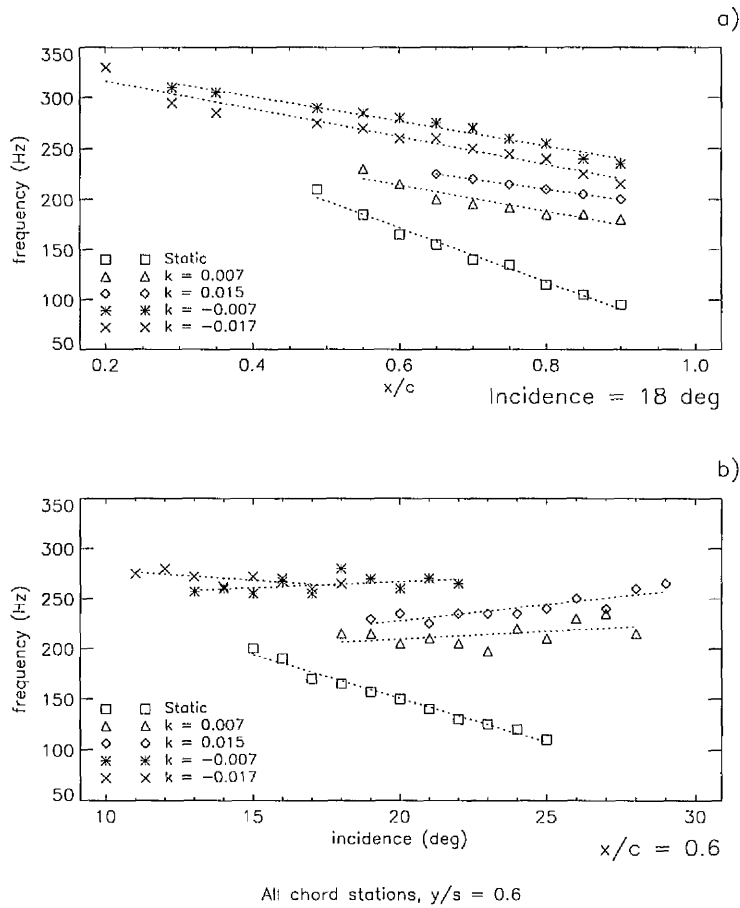 a)
350
300
250
200
150
100
50
frequency (Hz)
Static
k = 0.007
k = 0.015
k = -0.007
k = -0.017
0.2 0.4 0.6 0.8 1.0
x/c
Incidence = 18 deg
b)
350
300
250
200
150
100
50
frequency (Hz)
Static
k = 0.007
k = 0.015
k = -0.007
k = -0.017
10 15 20 25 30
incidence (deg)
x/c = 0.6
All chord stations, y/s = 0.6